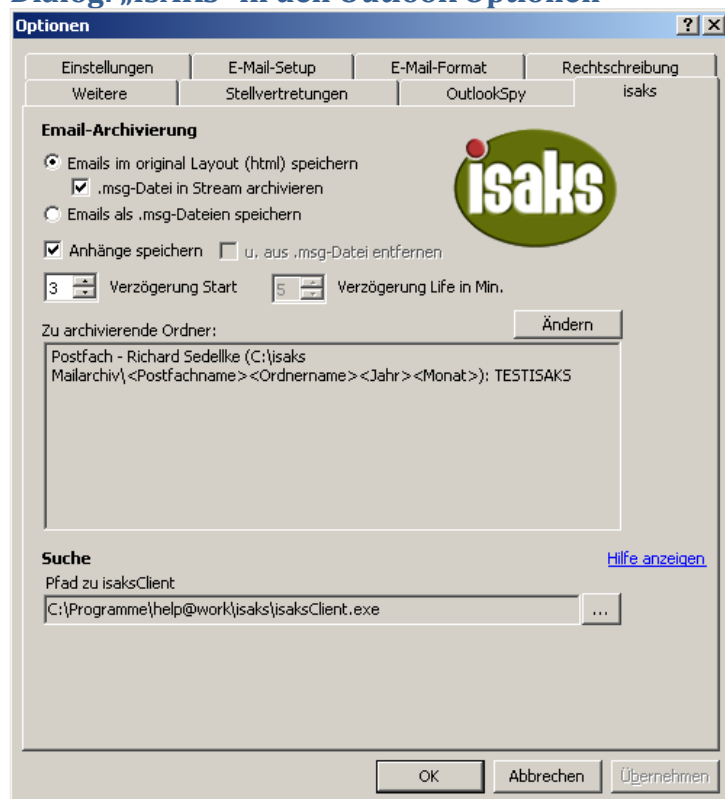 Dialog: „isAks“ in den Outlook Optionen
Optionen
Einstellungen E-Mail-Setup E-Mail-Format Rechtschreibung
Weitere Stellvertretungen OutlookSpy isaks
Email-Archivierung
Emails im original Layout (html) speichern
.msg-Datei in Stream archivieren
Emails als .msg-Dateien speichern
isaks
Anhänge speichern u. aus .msg-Datei entfernen
3 Verzögerung Start 5 Verzögerung Life in Min.
Zu archivierende Ordner: Ändern
Postfach - Richard Sedellke (C:\isaks
Mailarchiv\<Postfachname><Ordnername><Jahr><Monat>): TESTISAKS
Suche Hilfe anzeigen
Pfad zu isaksClient
C:\Programme\help@work\isaks\isaksClient.exe ...
OK Abbrechen Übernehmen